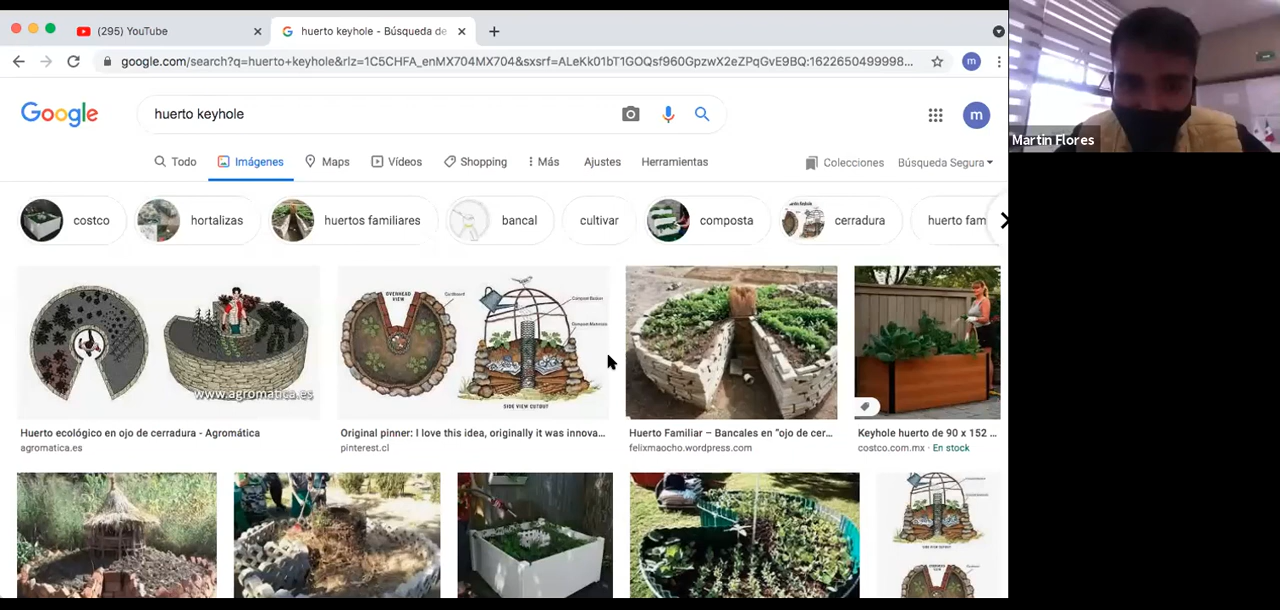 (295) YouTube
huerto keyhole - Búsqueda de
google.com/search?q=huerto+keyhole&rlz=1C5CHFA_enMX704MX704&sxsrf=ALeKk01bT1GOQsf960GpzwX2eZPqGvE9BQ:1622650499998...
m
Google
huerto keyhole
m
Todo
Imágenes
Maps
Vídeos
Shopping
Más
Ajustes
Herramientas
Colecciones
Búsqueda Segura
costco
hortalizas
huertos familiares
bancal
cultivar
composta
cerradura
huerto fam
www.agromatica.es
OVERHEAD
VIEW
SIDE VIEW CUTOUT
Huerto ecológico en ojo de cerradura - Agromática
agromatica.es
Original pinner: I love this idea, originally it was innova...
pinterest.cl
Huerto Familiar – Bancales en "ojo de cer...
felixmaocho.wordpress.com
Keyhole huerto de 90 x 152 ...
costco.com.mx · En stock
Martin Flores